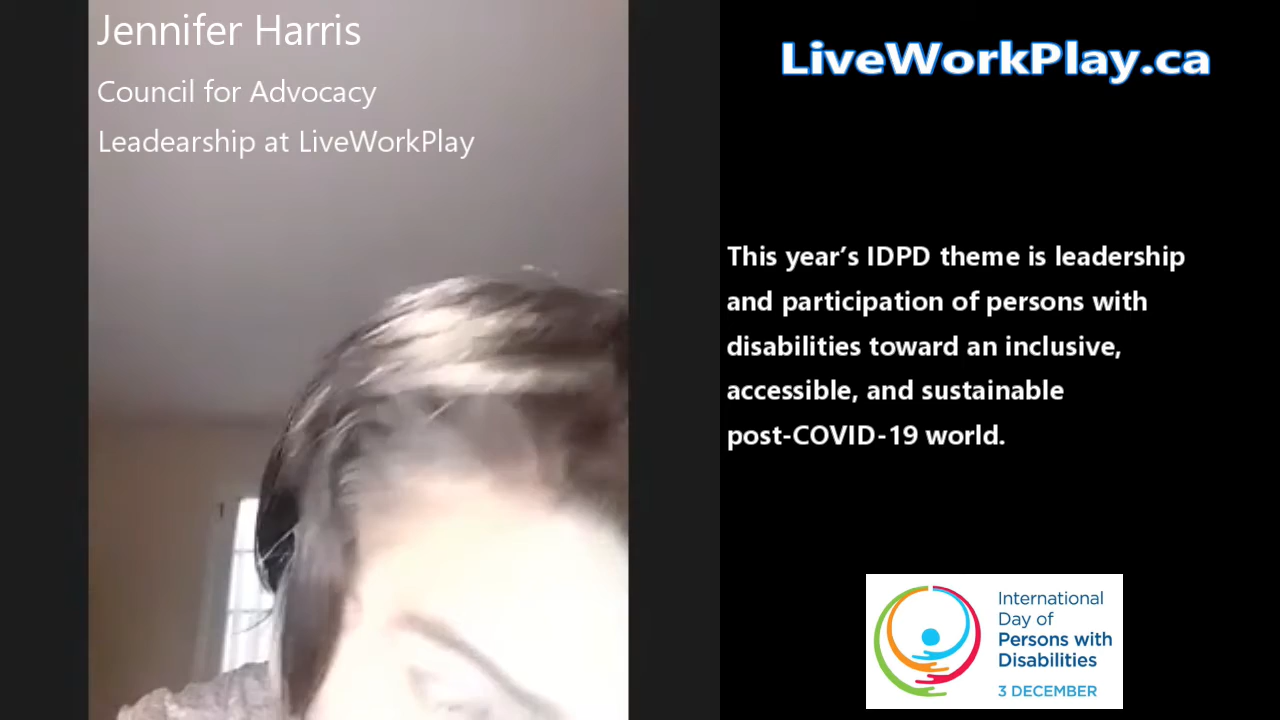 Jennifer Harris
Council for Advocacy
Leadearship at LiveWorkPlay
LiveWorkPlay.ca
This year’s IDPD theme is leadership
and participation of persons with
disabilities toward an inclusive,
accessible, and sustainable
post-COVID-19 world.
International
Day of
Persons with
Disabilities
3 DECEMBER